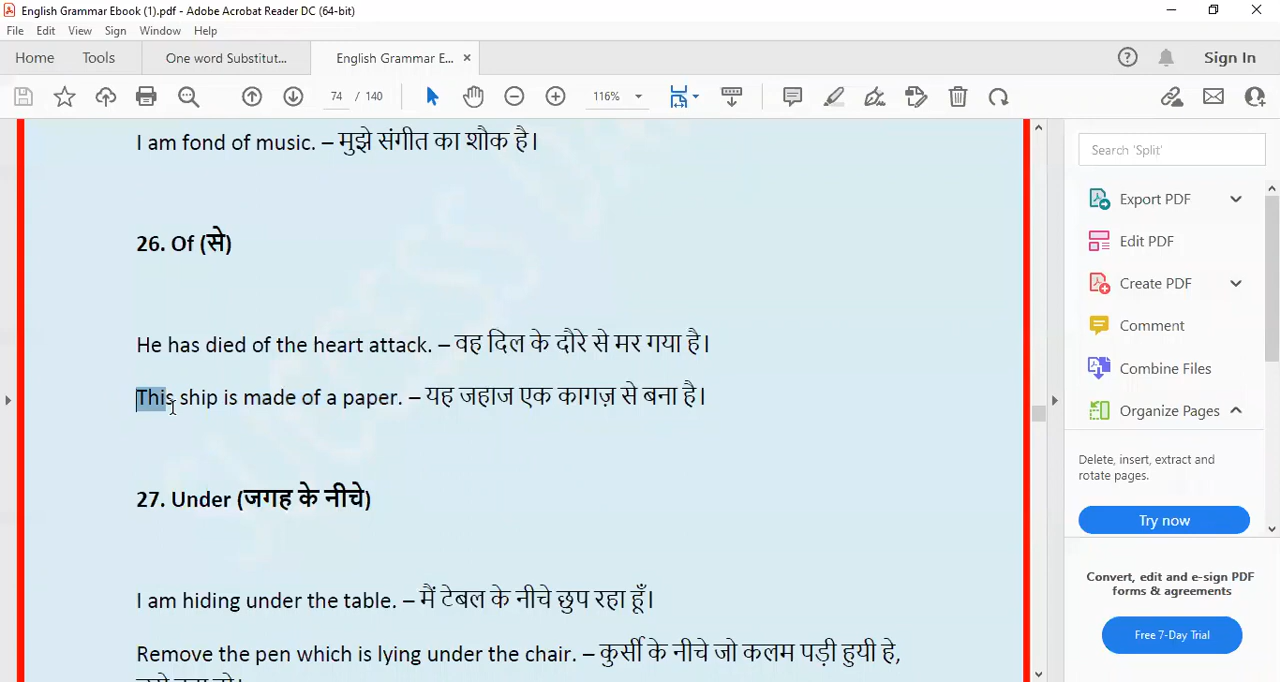 English Grammar Ebook (1).pdf - Adobe Acrobat Reader DC (64-bit)
File Edit View Sign Window Help
Home Tools One word Substitut... English Grammar E... × Sign In
74 / 140 116%
I am fond of music. – मुझे संगीत का शौक है।
Search 'Split'
Export PDF
26. Of (से)
Edit PDF
Create PDF
Comment
He has died of the heart attack. – वह दिल के दौरे से मर गया है।
Combine Files
This ship is made of a paper. – यह जहाज एक कागज़ से बना है।
Organize Pages
Delete, insert, extract and
rotate pages.
27. Under (जगह के नीचे)
Try now
Convert, edit and e-sign PDF
forms & agreements
I am hiding under the table. – मैं टेबल के नीचे छुप रहा हूँ।
Free 7-Day Trial
Remove the pen which is lying under the chair. – कुर्सी के नीचे जो कलम पड़ी हुयी हे,